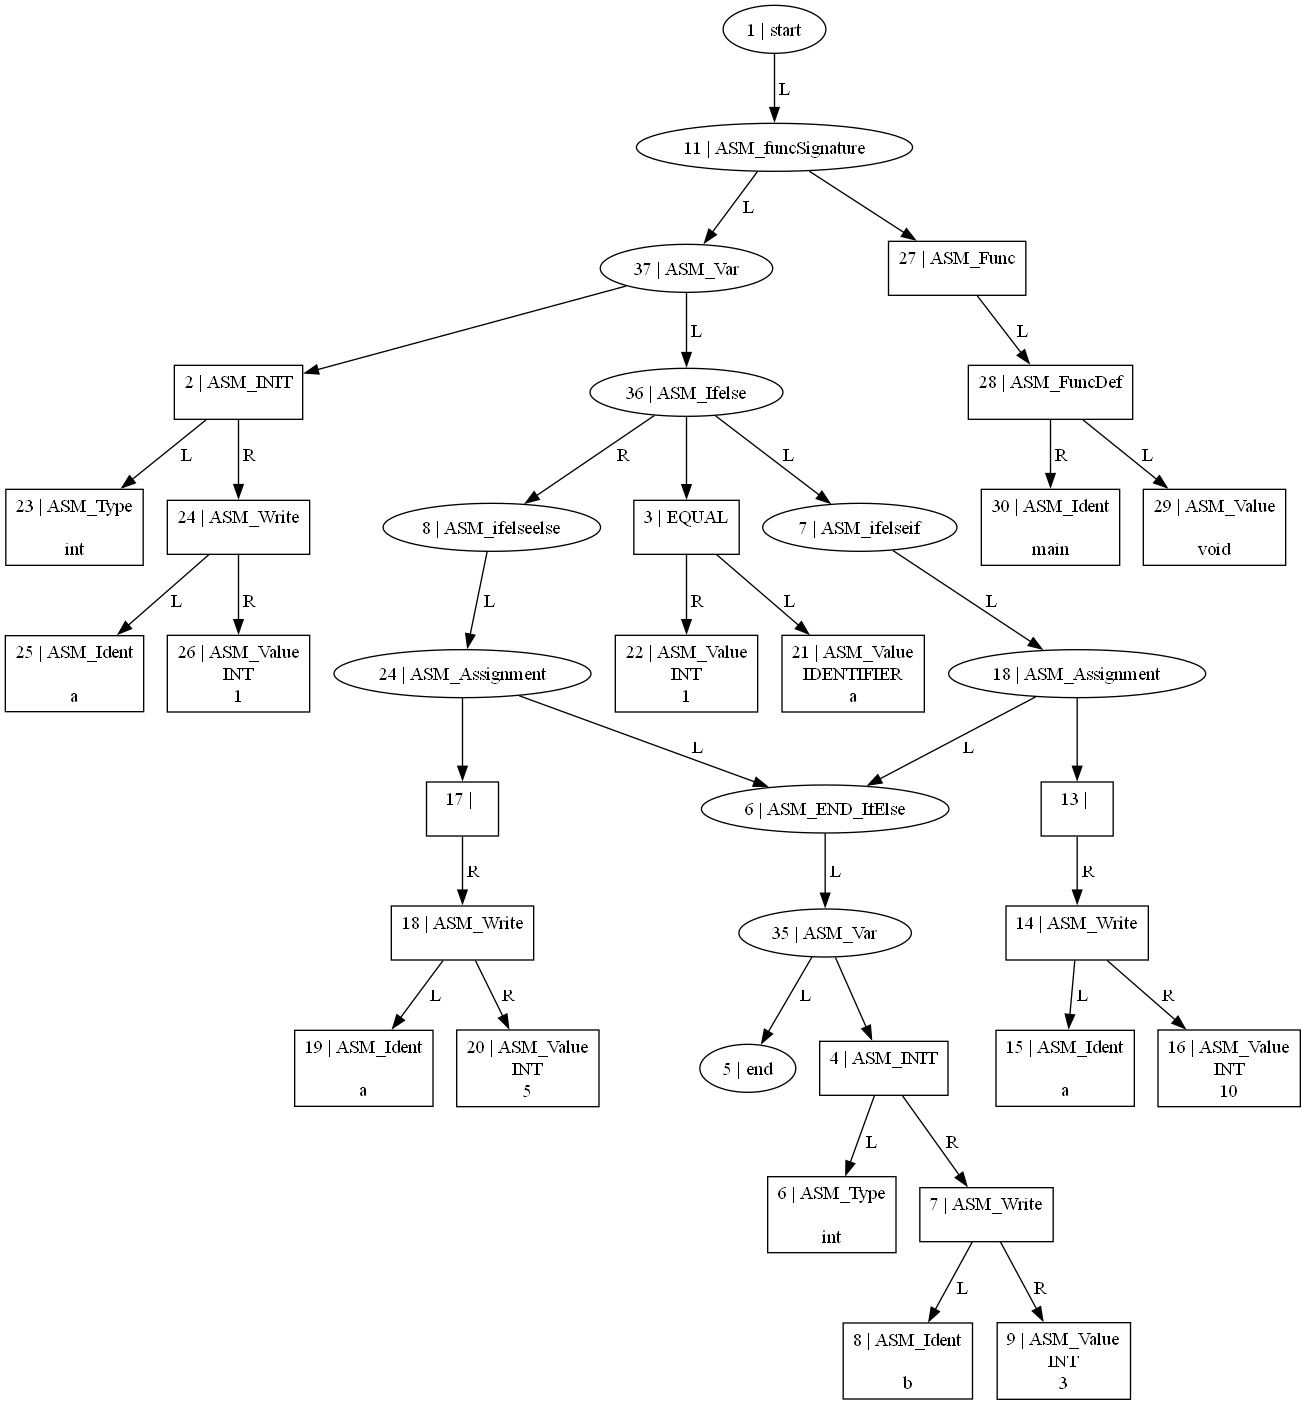 1 | start
L
11 | ASM_funcSignature
L
37 | ASM_Var
27 | ASM_Func
L
L
2 | ASM_INIT
36 | ASM_Ifelse
28 | ASM_FuncDef
L
R
R
L
R
L
23 | ASM_Type
int
24 | ASM_Write
8 | ASM_ifelseelse
3 | EQUAL
7 | ASM_ifelseif
30 | ASM_Ident
main
29 | ASM_Value
void
L
R
L
R
L
L
25 | ASM_Ident
a
26 | ASM_Value
INT
1
24 | ASM_Assignment
22 | ASM_Value
INT
1
21 | ASM_Value
IDENTIFIER
a
18 | ASM_Assignment
L
L
17 |
6 | ASM_END_IfElse
13 |
R
L
R
18 | ASM_Write
35 | ASM_Var
14 | ASM_Write
L
R
L
L
R
19 | ASM_Ident
a
20 | ASM_Value
INT
5
5 | end
4 | ASM_INIT
15 | ASM_Ident
a
16 | ASM_Value
INT
10
L
R
6 | ASM_Type
int
7 | ASM_Write
L
R
8 | ASM_Ident
b
9 | ASM_Value
INT
3